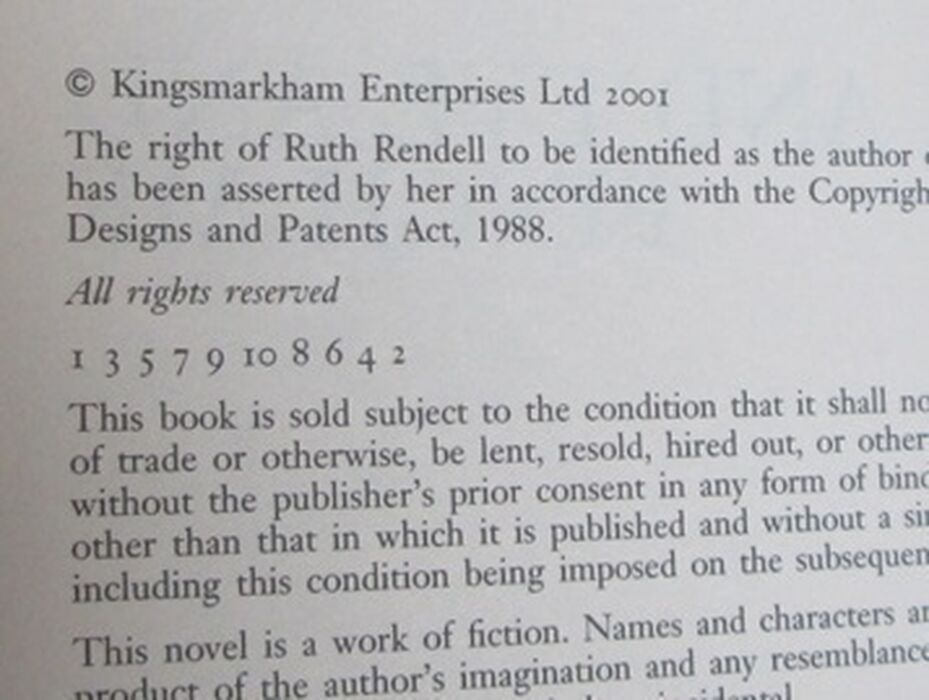 © Kingsmarkham Enterprises Ltd 2001
The right of Ruth Rendell to be identified as the author
has been asserted by her in accordance with the Copyrigh
Designs and Patents Act, 1988.
All rights reserved
1 3 5 7 9 10 8 6 4 2
This book is sold subject to the condition that it shall no
of trade or otherwise, be lent, resold, hired out, or other
without the publisher's prior consent in any form of bind
other than that in which it is published and without a si
including this condition being imposed on the subsequen
This novel is a work of fiction. Names and characters ar
product of the author's imagination and any resemblance